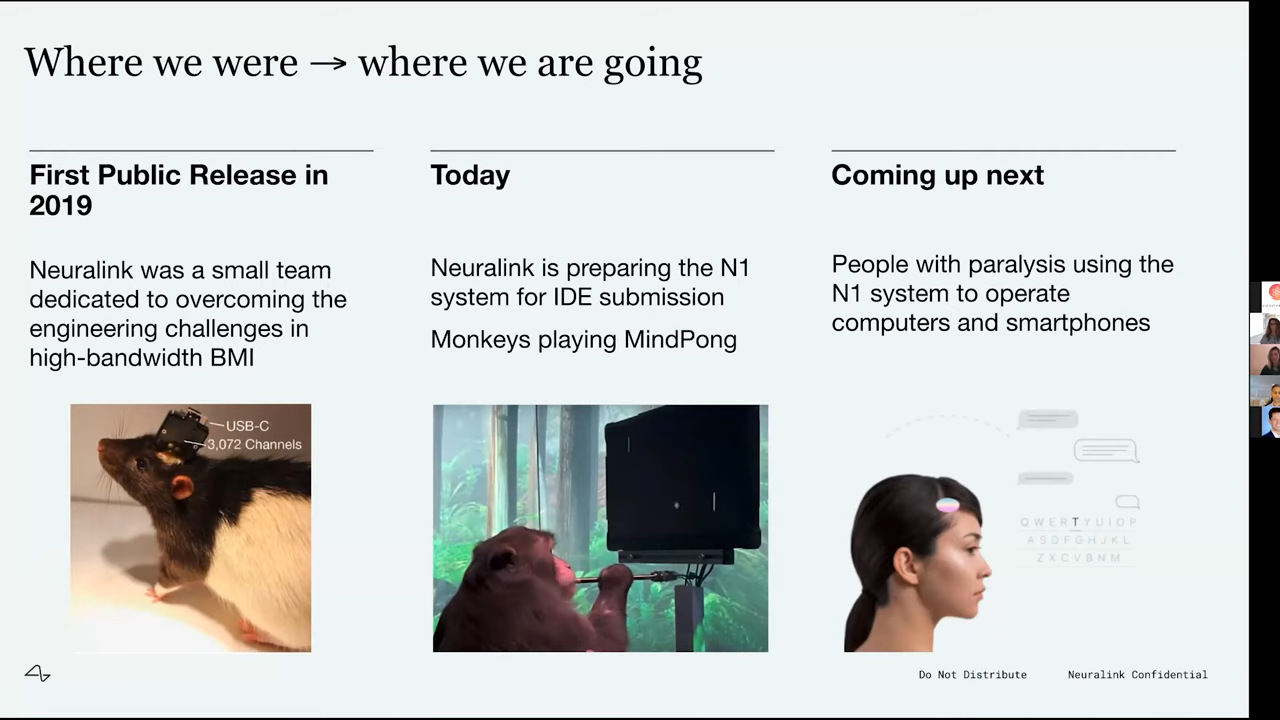 Where we were → where we are going
First Public Release in
2019
Neuralink was a small team
dedicated to overcoming the
engineering challenges in
high-bandwidth BMI
USB-C
3,072 Channels
Today
Neuralink is preparing the N1
system for IDE submission
Monkeys playing MindPong
Coming up next
People with paralysis using the
N1 system to operate
computers and smartphones
QWERTYUIOP
ASDFGHJKL
ZXCVBNM
Do Not Distribute
Neuralink Confidential